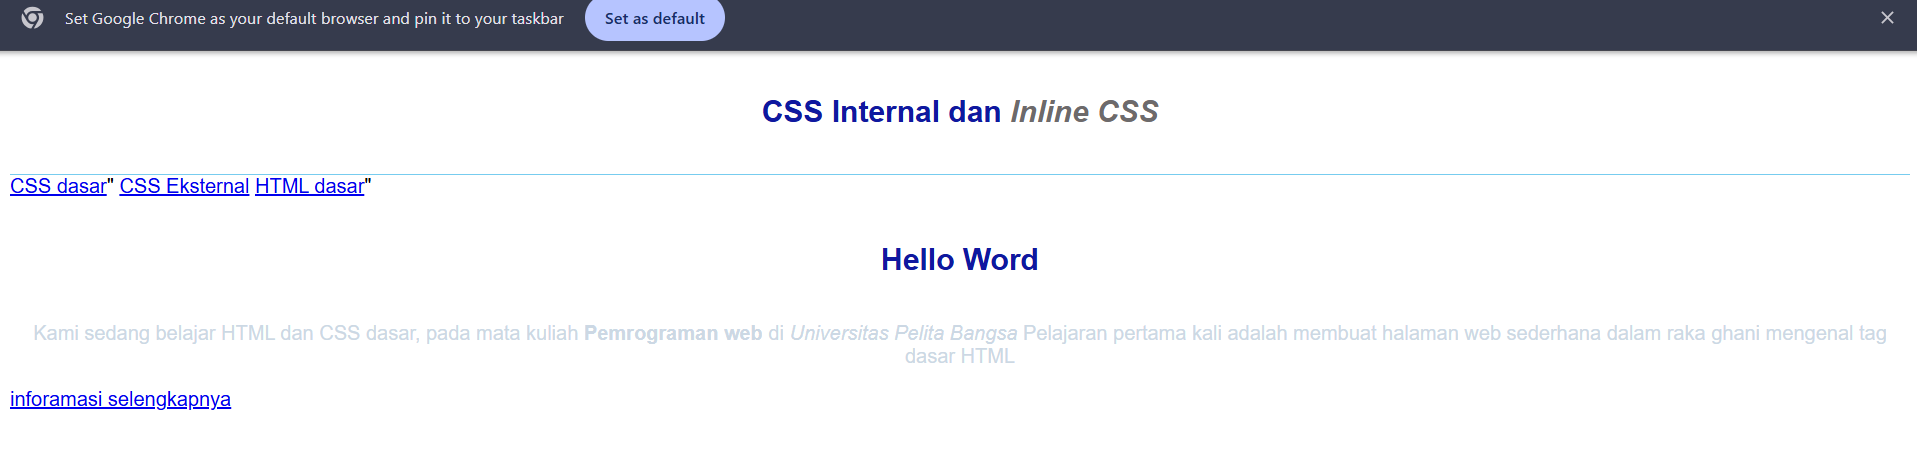 Set Google Chrome as your default browser and pin it to your taskbar Set as default
CSS Internal dan Inline CSS
CSS dasar" CSS Eksternal HTML dasar"
Hello Word
Kami sedang belajar HTML dan CSS dasar, pada mata kuliah Pemrograman web di Universitas Pelita Bangsa Pelajaran pertama kali adalah membuat halaman web sederhana dalam raka ghani mengenal tag
dasar HTML
inforamasi selengkapnya